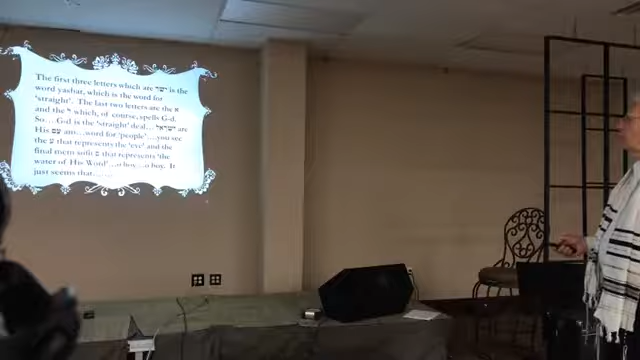 The first three letters which are ישר is the
word yashar, which is the word for
'straight'. The last two letters are the א
and the ל which, of course, spells G-d.
So....G-d is the 'straight' deal... ישראל are
His עם am...word for 'people'....you see
the ע that represents the 'eye' and the
final mem sofit ם that represents 'the
water of His Word'...o boy...o boy. It
just seems that...